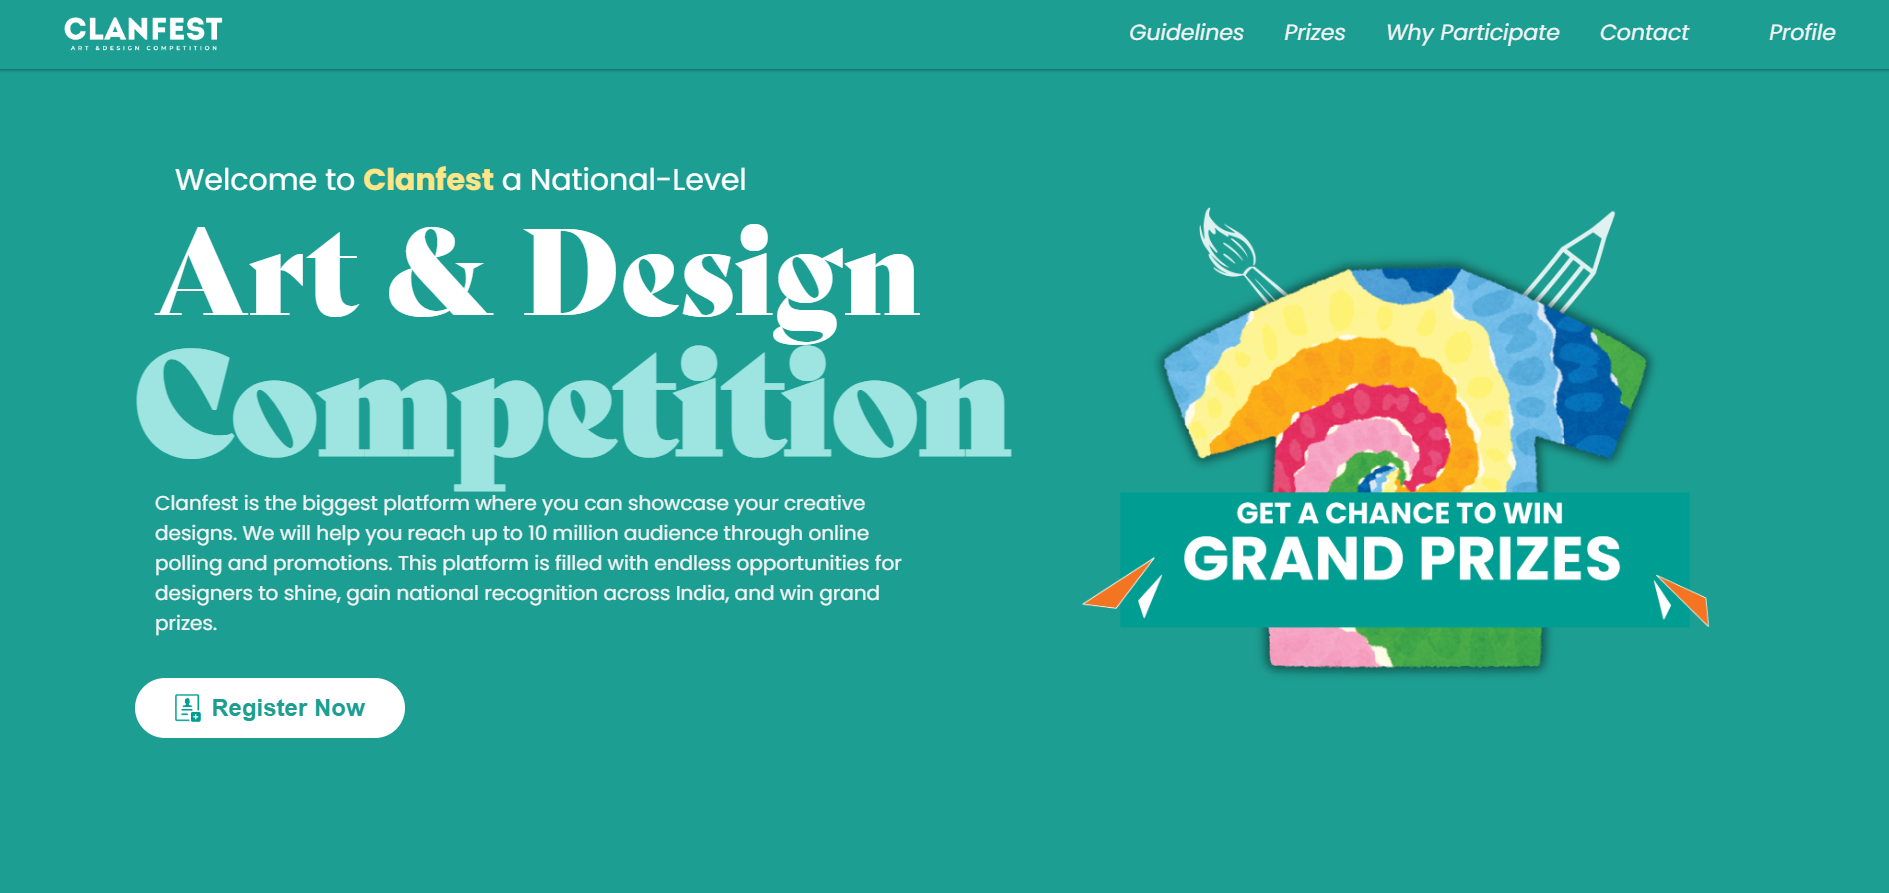 CLANFEST
ART & DESIGN COMPETITION
Guidelines Prizes Why Participate Contact Profile
Welcome to Clanfest a National-Level
Art & Design
Competition
Clanfest is the biggest platform where you can showcase your creative
designs. We will help you reach up to 10 million audience through online
polling and promotions. This platform is filled with endless opportunities for
designers to shine, gain national recognition across India, and win grand
prizes.
Register Now
GET A CHANCE TO WIN
GRAND PRIZES